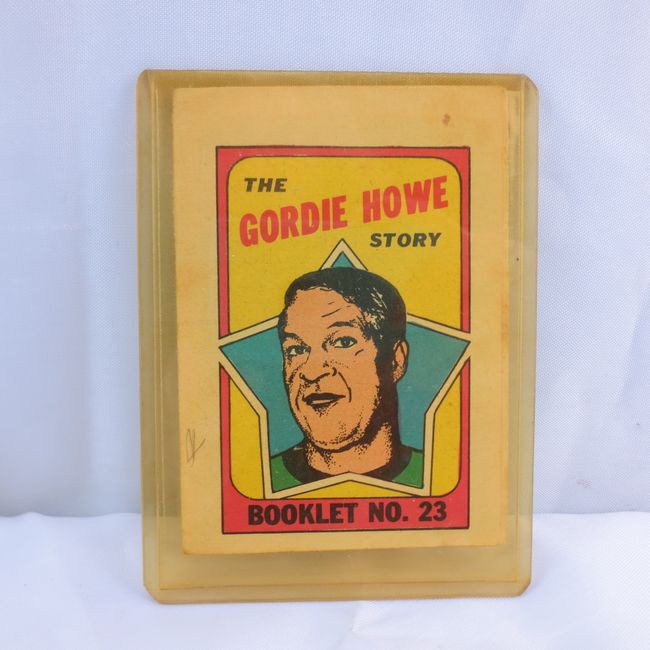 THE
GORDIE HOWE
STORY
BOOKLET NO. 23